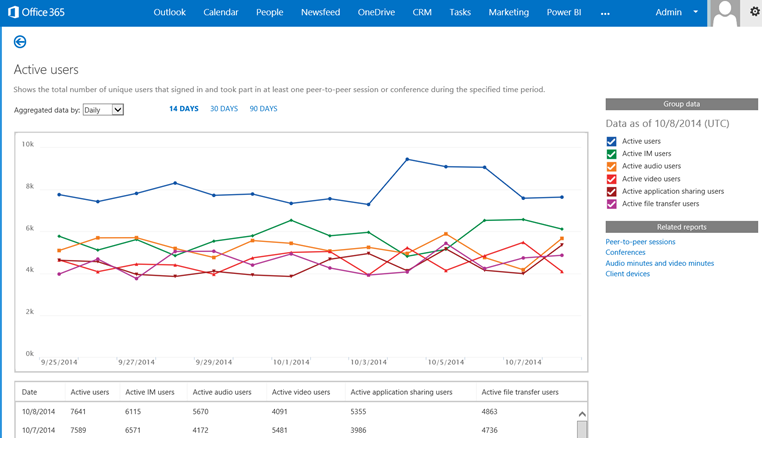 Office 365 Outlook Calendar People Newsfeed OneDrive CRM Tasks Marketing Power BI ... Admin
Active users
Shows the total number of unique users that signed in and took part in at least one peer-to-peer session or conference during the specified time period.
Aggregated data by: Daily 14 DAYS 30 DAYS 90 DAYS
10k
8k
6k
4k
2k
0k
9/25/2014 9/27/2014 9/29/2014 10/1/2014 10/3/2014 10/5/2014 10/7/2014
Group data
Data as of 10/8/2014 (UTC)
Active users
Active IM users
Active audio users
Active video users
Active application sharing users
Active file transfer users
Related reports
Peer-to-peer sessions
Conferences
Audio minutes and video minutes
Client devices
Date Active users Active IM users Active audio users Active video users Active application sharing users Active file transfer users
10/8/2014 7641 6115 5670 4091 5355 4863
10/7/2014 7589 6571 4172 5481 3986 4736